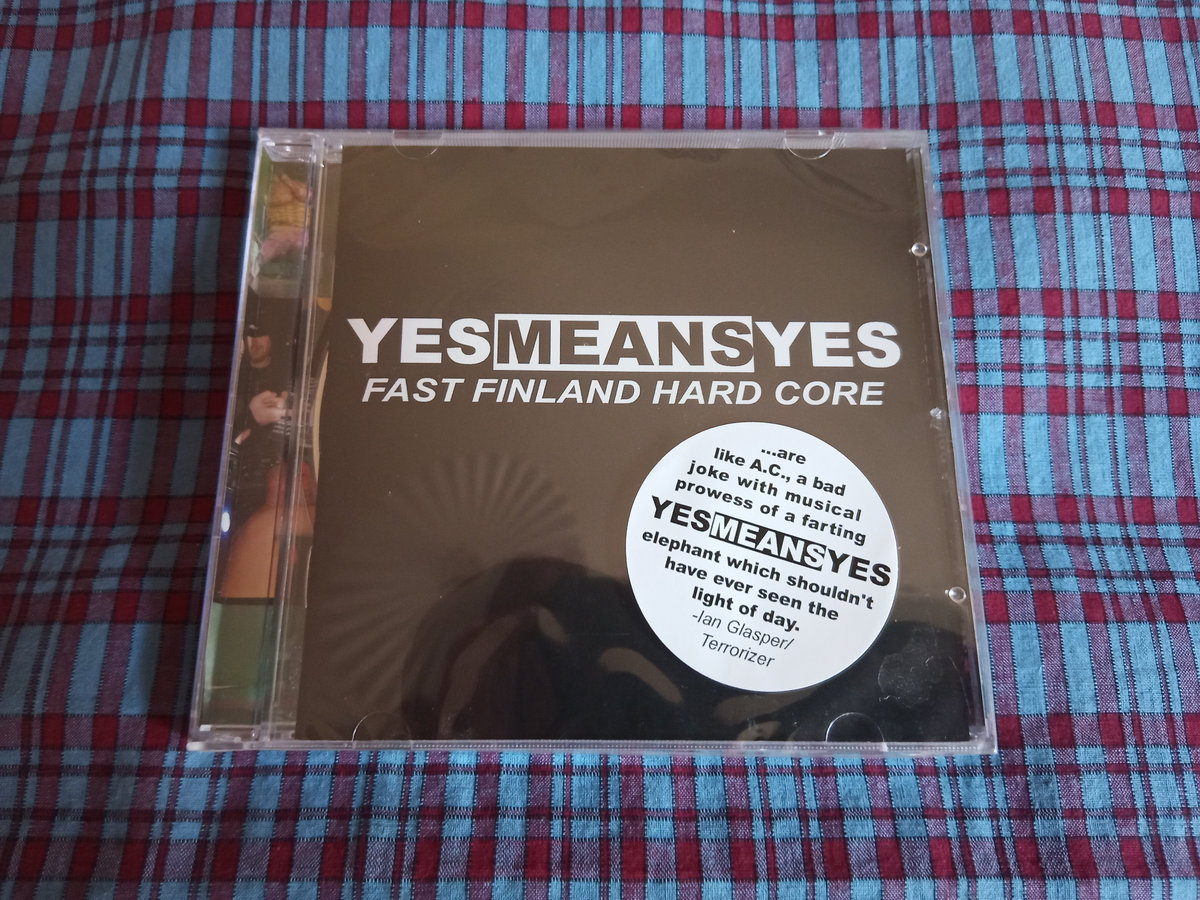 YESMEANSYES
FAST FINLAND HARD CORE
...are
like A.C., a bad
joke with musical
prowess of a farting
YESMEANSYES
elephant which shouldn't
have ever seen the
light of day.
-Ian Glasper/
Terrorizer